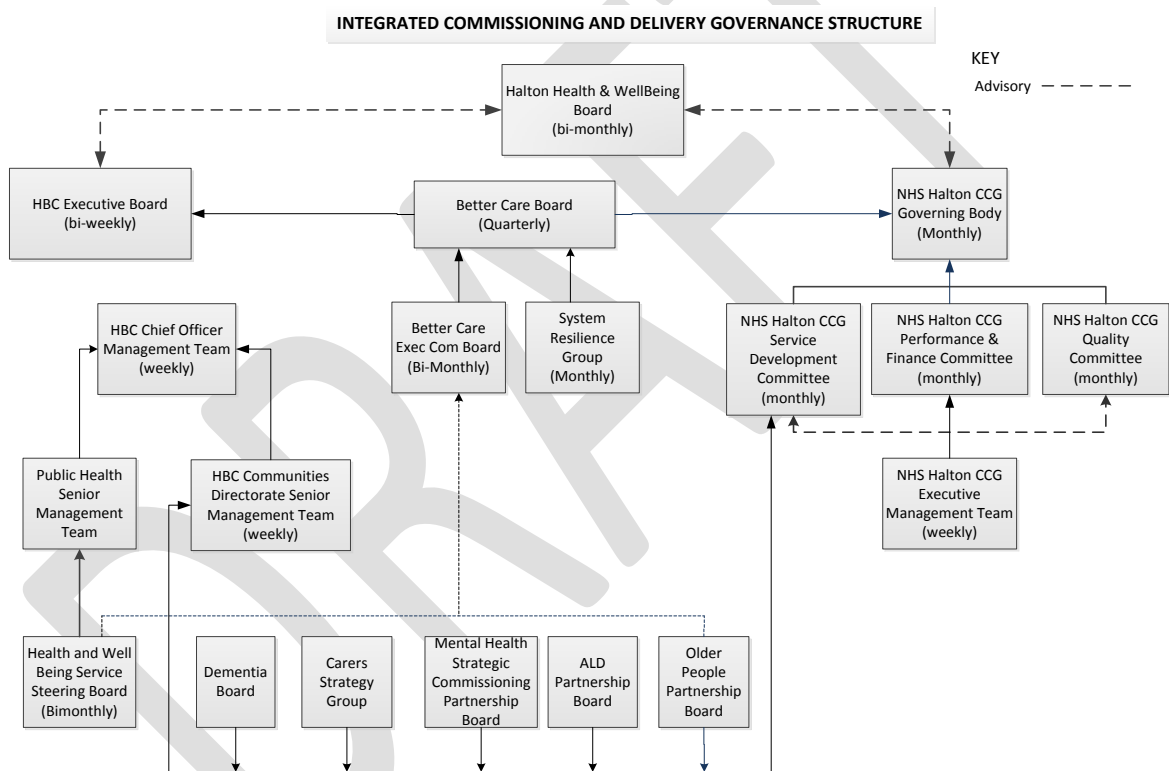 INTEGRATED COMMISSIONING AND DELIVERY GOVERNANCE STRUCTURE
KEY
Advisory
Halton Health & WellBeing
Board
(bi-monthly)
HBC Executive Board
(bi-weekly)
Better Care Board
(Quarterly)
NHS Halton CCG
Governing Body
(Monthly)
HBC Chief Officer
Management Team
(weekly)
Better Care
Exec Com Board
(Bi-Monthly)
System
Resilience
Group
(Monthly)
NHS Halton CCG
Service
Development
Committee
(monthly)
NHS Halton CCG
Performance &
Finance Committee
(monthly)
NHS Halton CCG
Quality
Committee
(monthly)
Public Health
Senior
Management
Team
HBC Communities
Directorate Senior
Management Team
(weekly)
NHS Halton CCG
Executive
Management Team
(weekly)
Health and Well
Being Service
Steering Board
(Bimonthly)
Dementia
Board
Carers
Strategy
Group
Mental Health
Strategic
Commissioning
Partnership
Board
ALD
Partnership
Board
Older
People
Partnership
Board
DRAFT